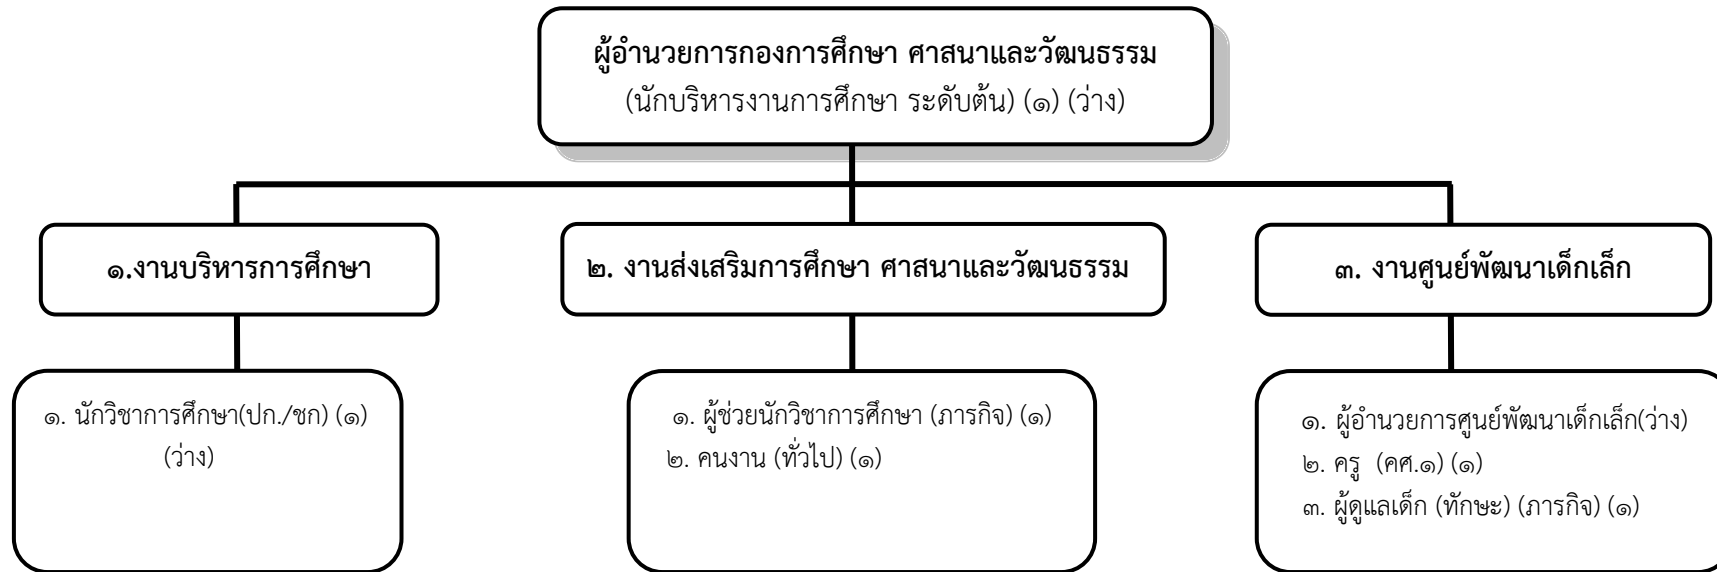 ผู้อำนวยการกองการศึกษา ศาสนาและวัฒนธรรม
(นักบริหารงานการศึกษา ระดับต้น) (๑) (ว่าง)
๑.งานบริหารการศึกษา
๒. งานส่งเสริมการศึกษา ศาสนาและวัฒนธรรม
๓. งานศูนย์พัฒนาเด็กเล็ก
๑. นักวิชาการศึกษา(ปก./ชก) (๑)
(ว่าง)
๑. ผู้ช่วยนักวิชาการศึกษา (ภารกิจ) (๑)
๒. คนงาน (ทั่วไป) (๑)
๑. ผู้อำนวยการศูนย์พัฒนาเด็กเล็ก(ว่าง)
๒. ครู (คศ.๑) (๑)
๓. ผู้ดูแลเด็ก (ทักษะ) (ภารกิจ) (๑)